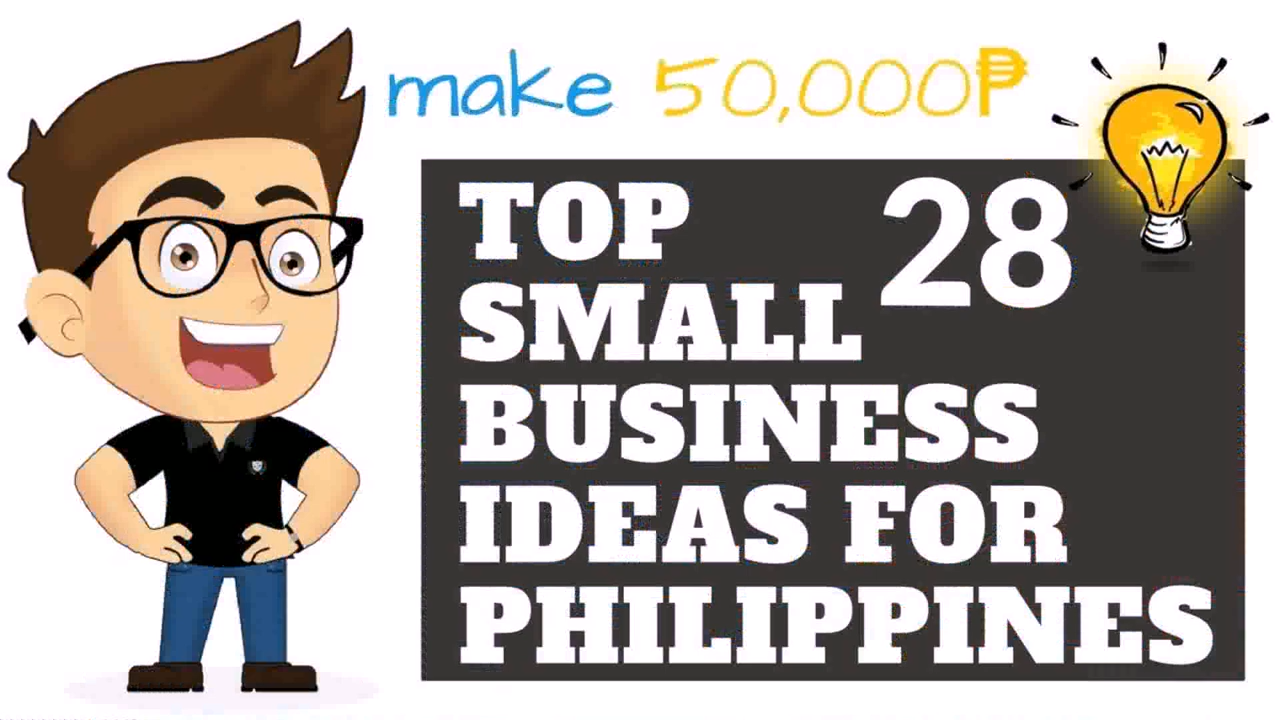 make 50,000₱
TOP 28
SMALL
BUSINESS
IDEAS FOR
PHILIPPINES